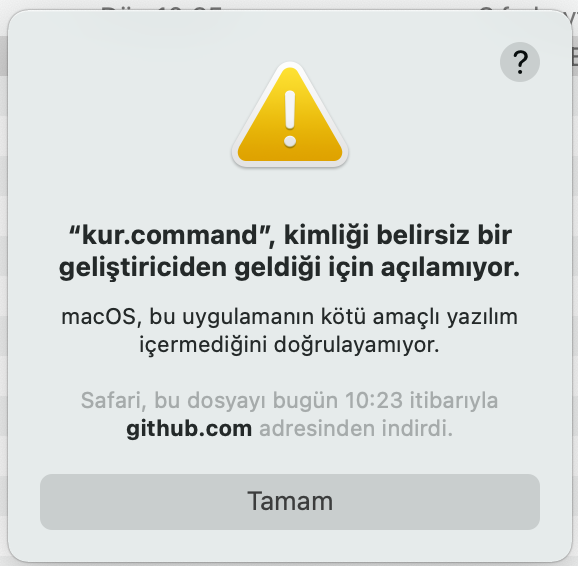 ?
“kur.command”, kimliği belirsiz bir
geliştiriciden geldiği için açılamıyor.
macOS, bu uygulamanın kötü amaçlı yazılım
içermediğini doğrulayamıyor.
Safari, bu dosyayı bugün 10:23 itibarıyla
github.com adresinden indirdi.
Tamam